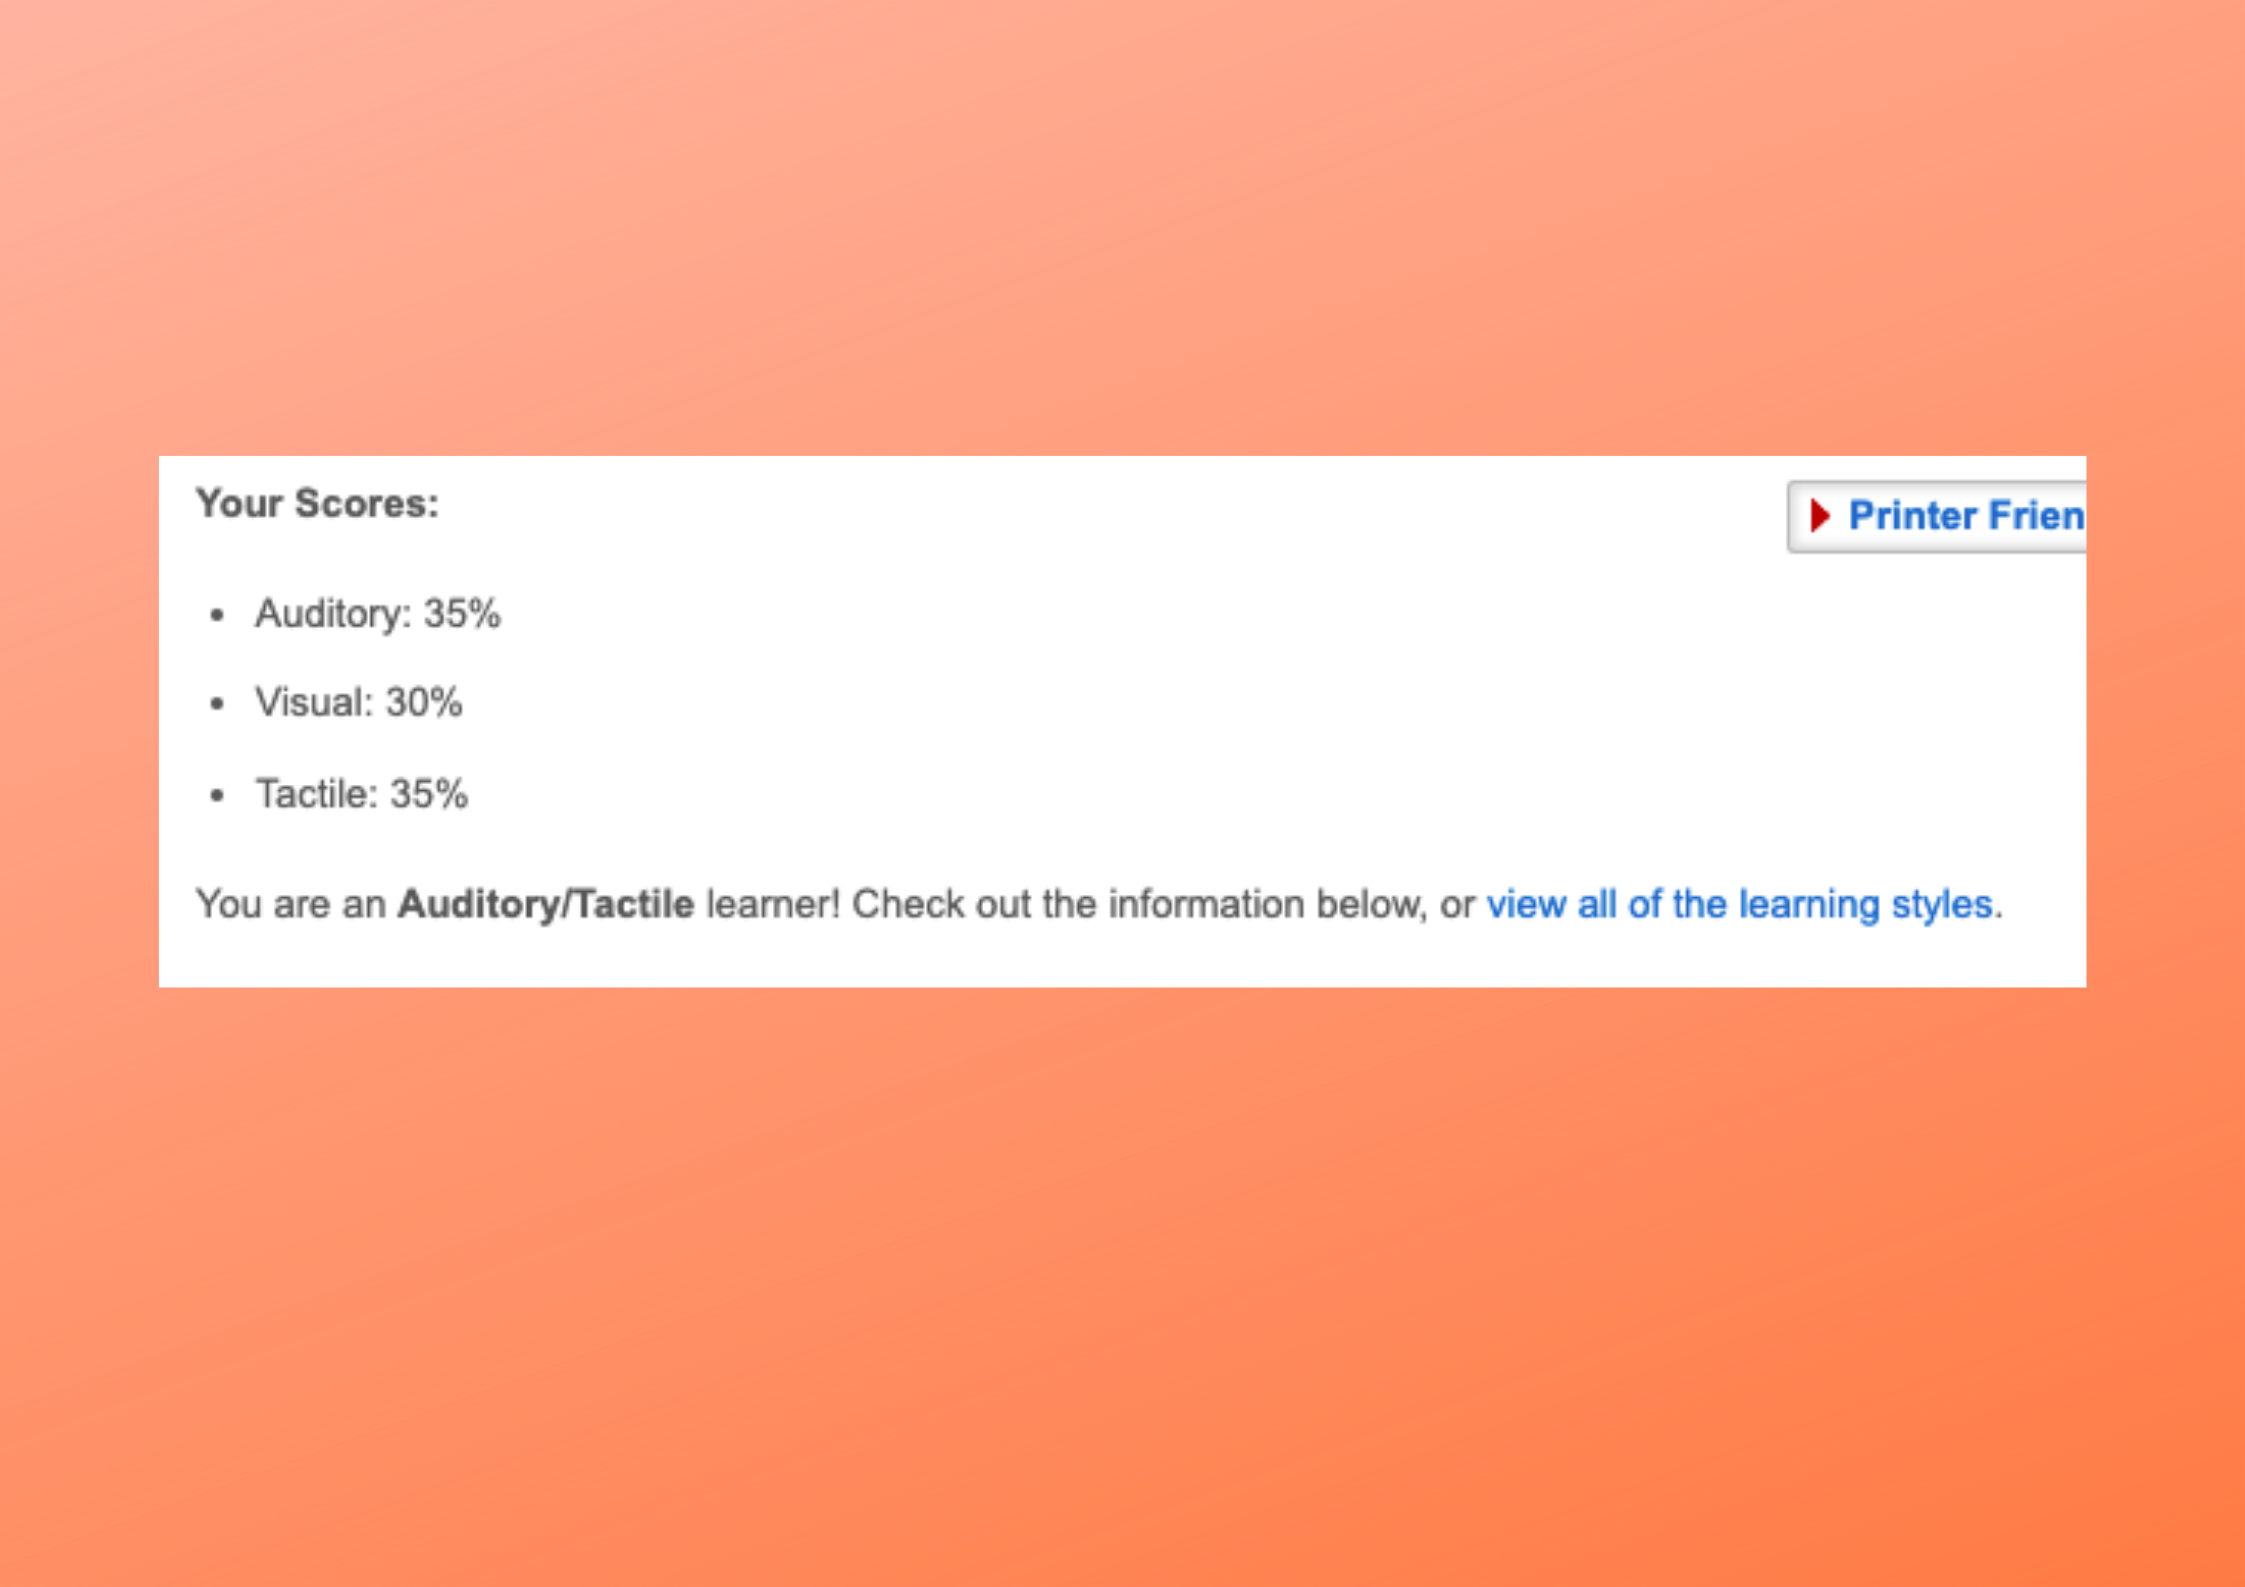 Your Scores:
Printer Frien
• Auditory: 35%
• Visual: 30%
• Tactile: 35%
You are an Auditory/Tactile learner! Check out the information below, or view all of the learning styles.